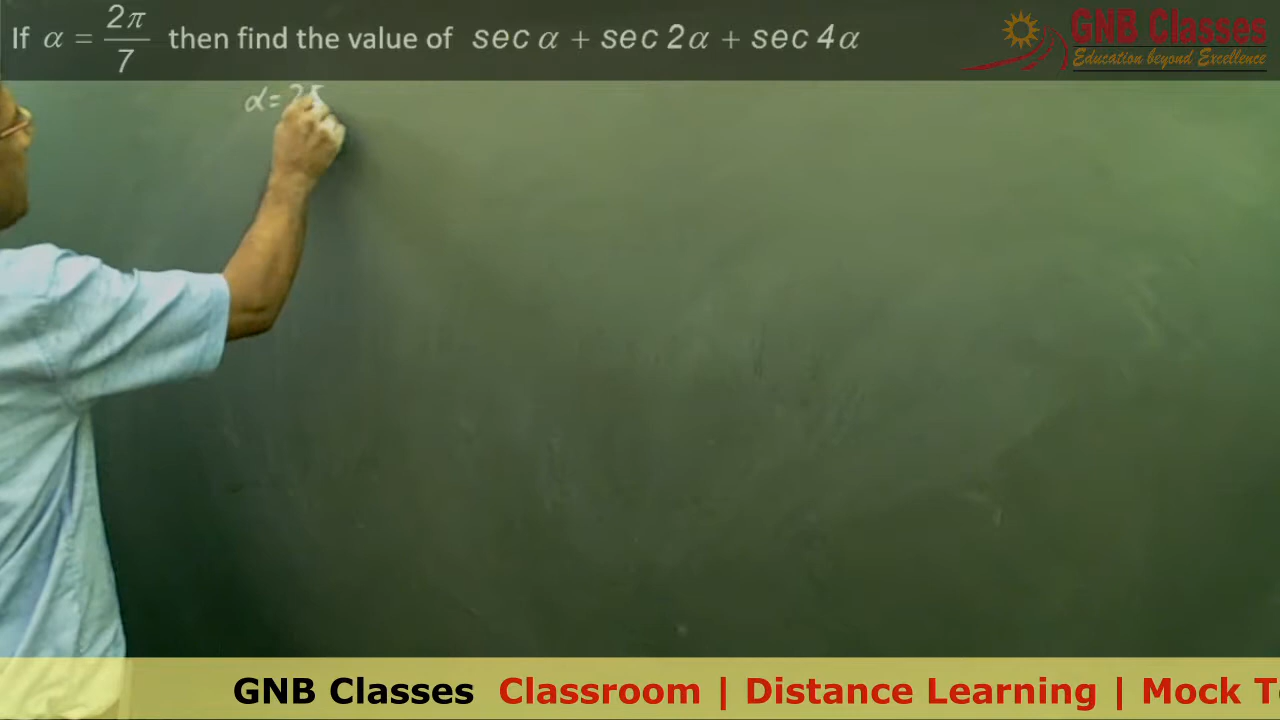 If α = 2π/7 then find the value of sec α + sec 2α + sec 4α
GNB Classes
Education beyond Excellence
α = 2
GNB Classes Classroom | Distance Learning | Mock T